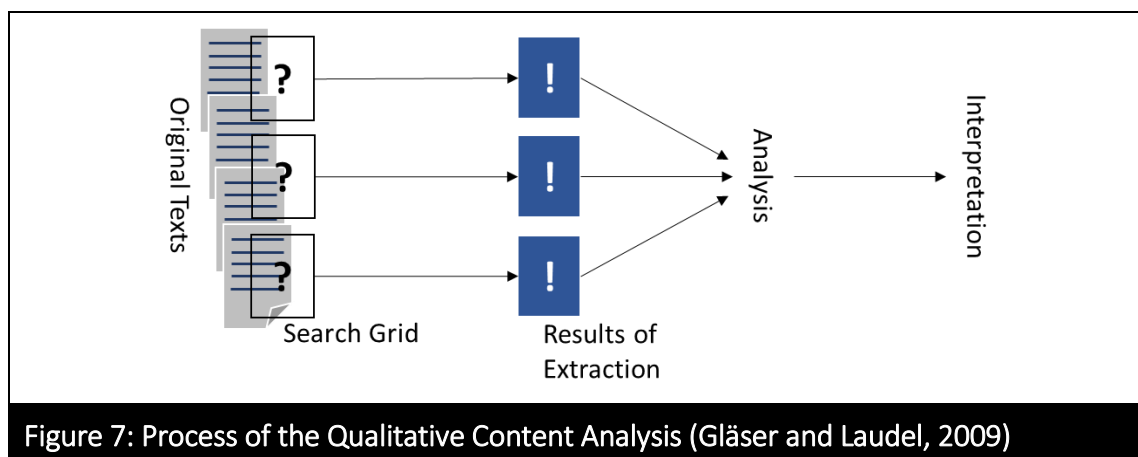 Original Texts
?
?
?
Search Grid
!
!
!
Results of
Extraction
Analysis
Interpretation
Figure 7: Process of the Qualitative Content Analysis (Gläser and Laudel, 2009)